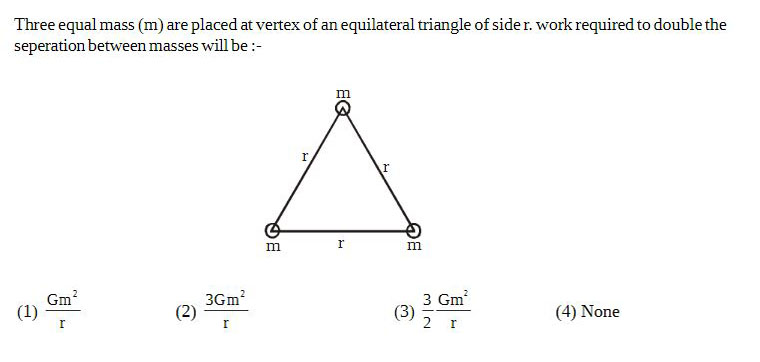 Three equal mass (m) are placed at vertex of an equilateral triangle of side r. work required to double the
seperation between masses will be :-
m
r r
m r m
(1) Gm²/r (2) 3Gm²/r (3) 3/2 Gm²/r (4) None